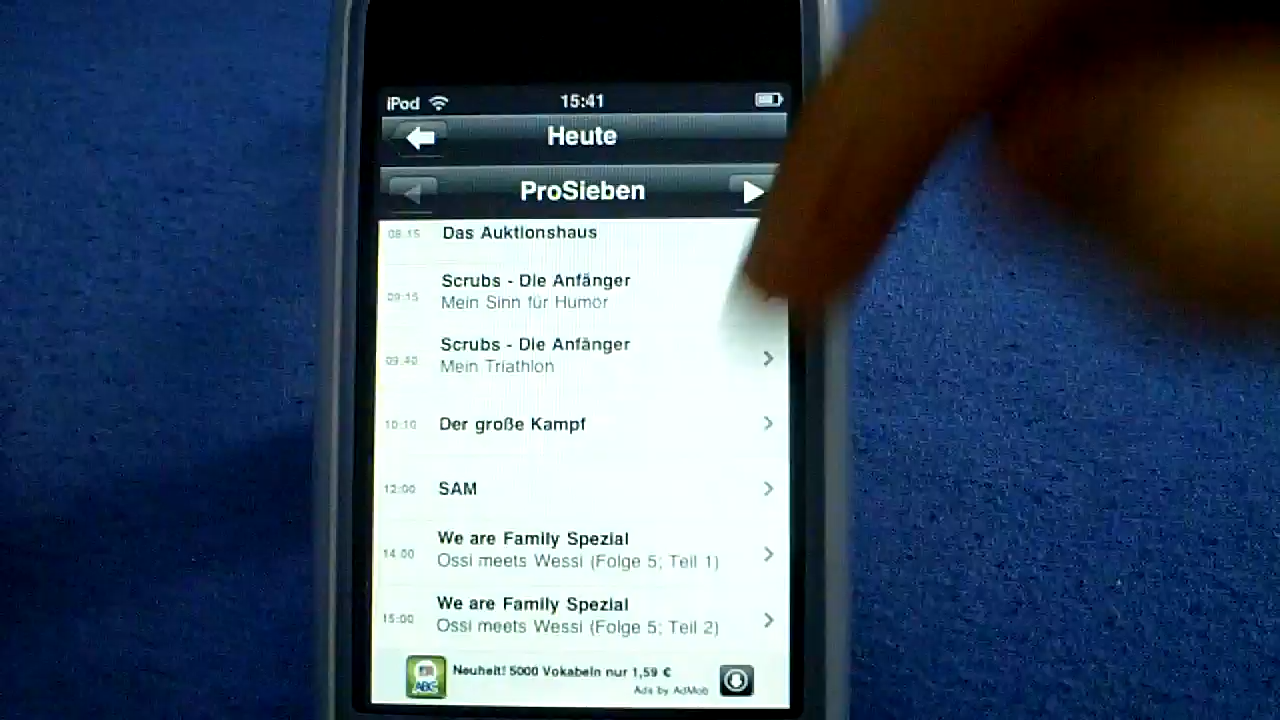 iPod 15:41
Heute
ProSieben
08:15 Das Auktionshaus
Scrubs - Die Anfänger
09:15
Mein Sinn für Humor
Scrubs - Die Anfänger
09:40
Mein Triathlon
10:10 Der große Kampf
12:00 SAM
We are Family Spezial
14:00
Ossi meets Wessi (Folge 5; Teil 1)
We are Family Spezial
15:00
Ossi meets Wessi (Folge 5; Teil 2)
Neuheit! 5000 Vokabeln nur 1,59 €
ABC
Ads by AdMob